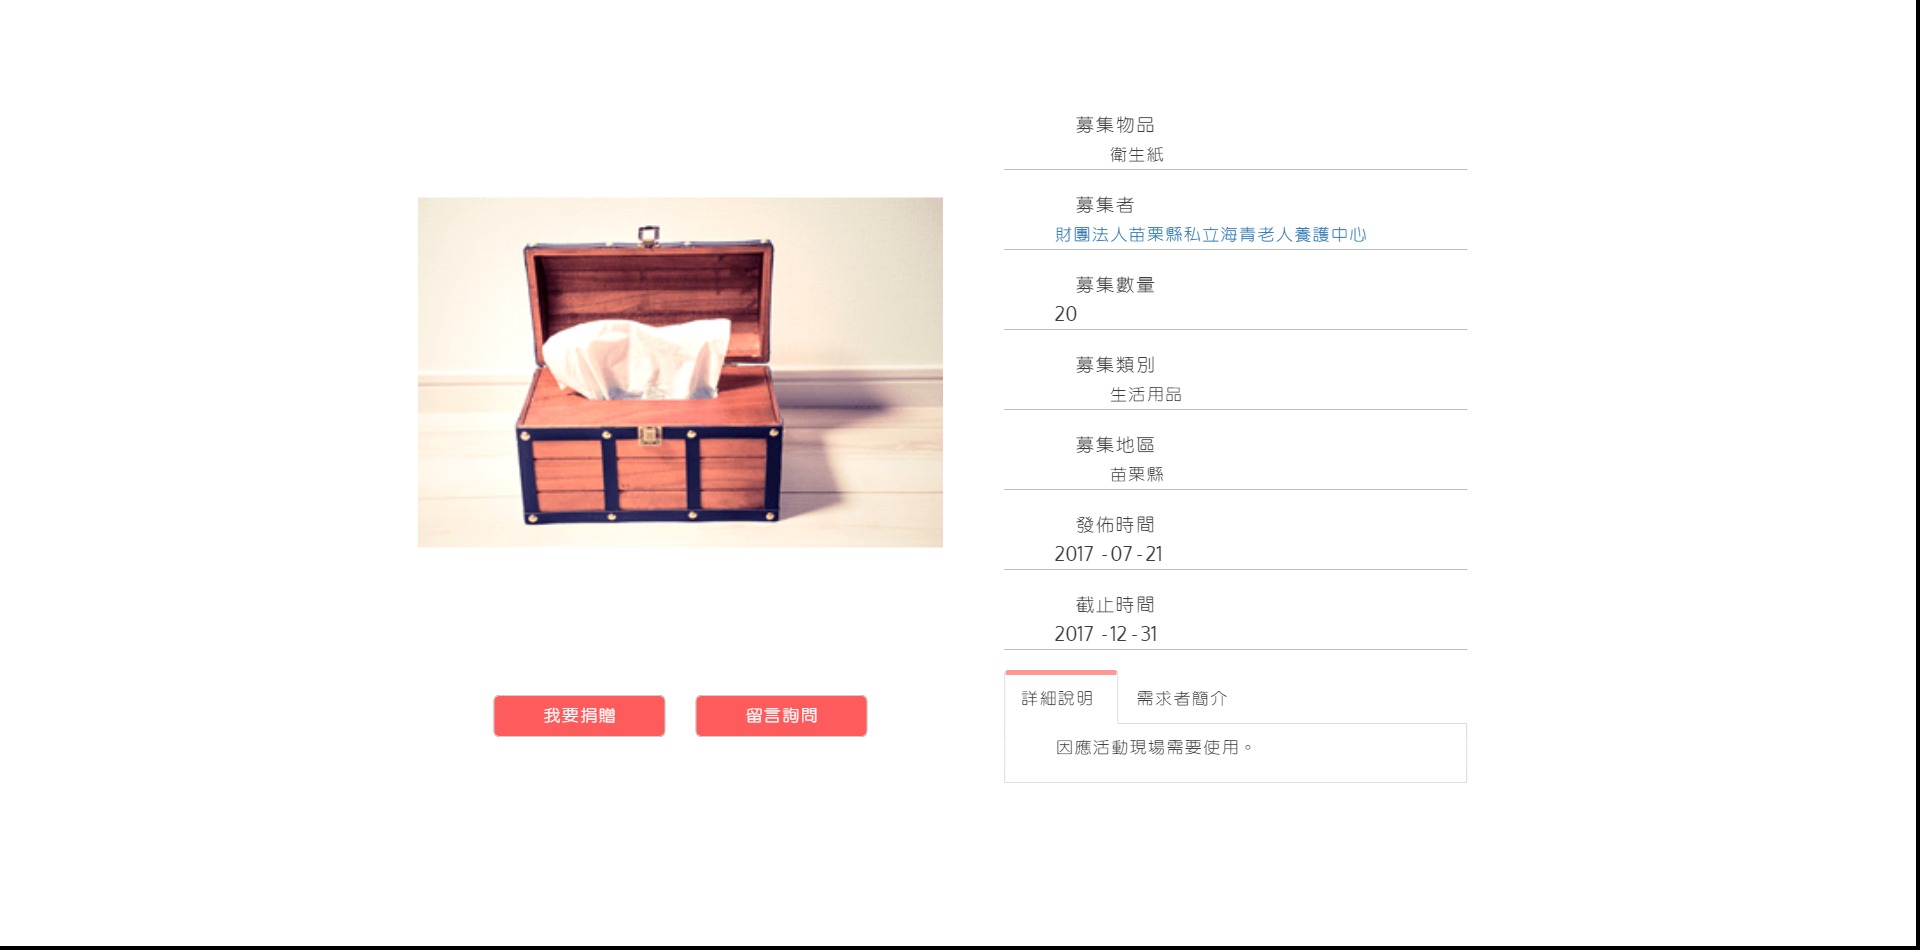 募集物品
衛生紙
募集者
財團法人苗栗縣私立海青老人養護中心
募集數量
20
募集類別
生活用品
募集地區
苗栗縣
發佈時間
2017 -07-21
截止時間
2017 -12-31
我要捐贈
留言詢問
詳細說明
需求者簡介
因應活動現場需要使用。